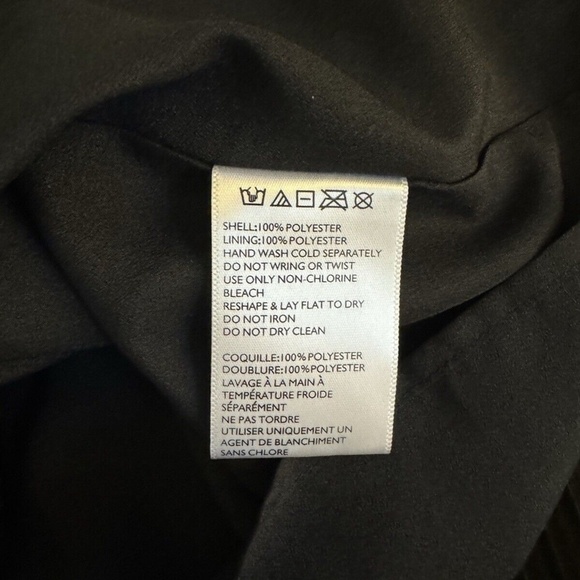 SHELL:100% POLYESTER
LINING:100% POLYESTER
HAND WASH COLD SEPARATELY
DO NOT WRING OR TWIST
USE ONLY NON-CHLORINE
BLEACH
RESHAPE & LAY FLAT TO DRY
DO NOT IRON
DO NOT DRY CLEAN
COQUILLE:100% POLYESTER
DOUBLURE:100% POLYESTER
LAVAGE À LA MAIN À
TEMPÉRATURE FROIDE
SÉPARÉMENT
NE PAS TORDRE
UTILISER UNIQUEMENT UN
AGENT DE BLANCHIMENT
SANS CHLORE